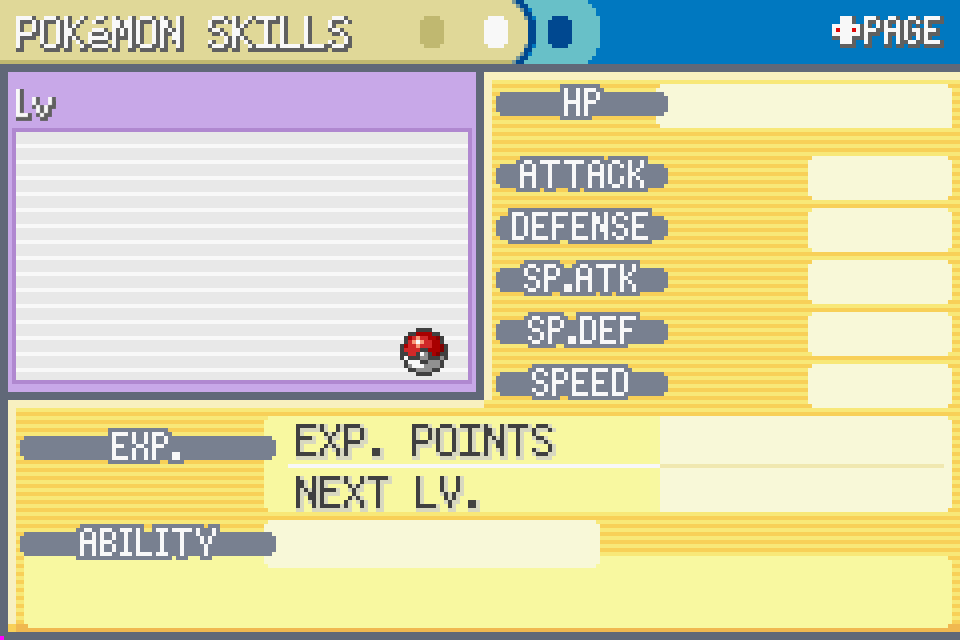 POKéMON SKILLS
PAGE
Lv
HP
ATTACK
DEFENSE
SP.ATK
SP.DEF
SPEED
EXP.
EXP. POINTS
NEXT LV.
ABILITY